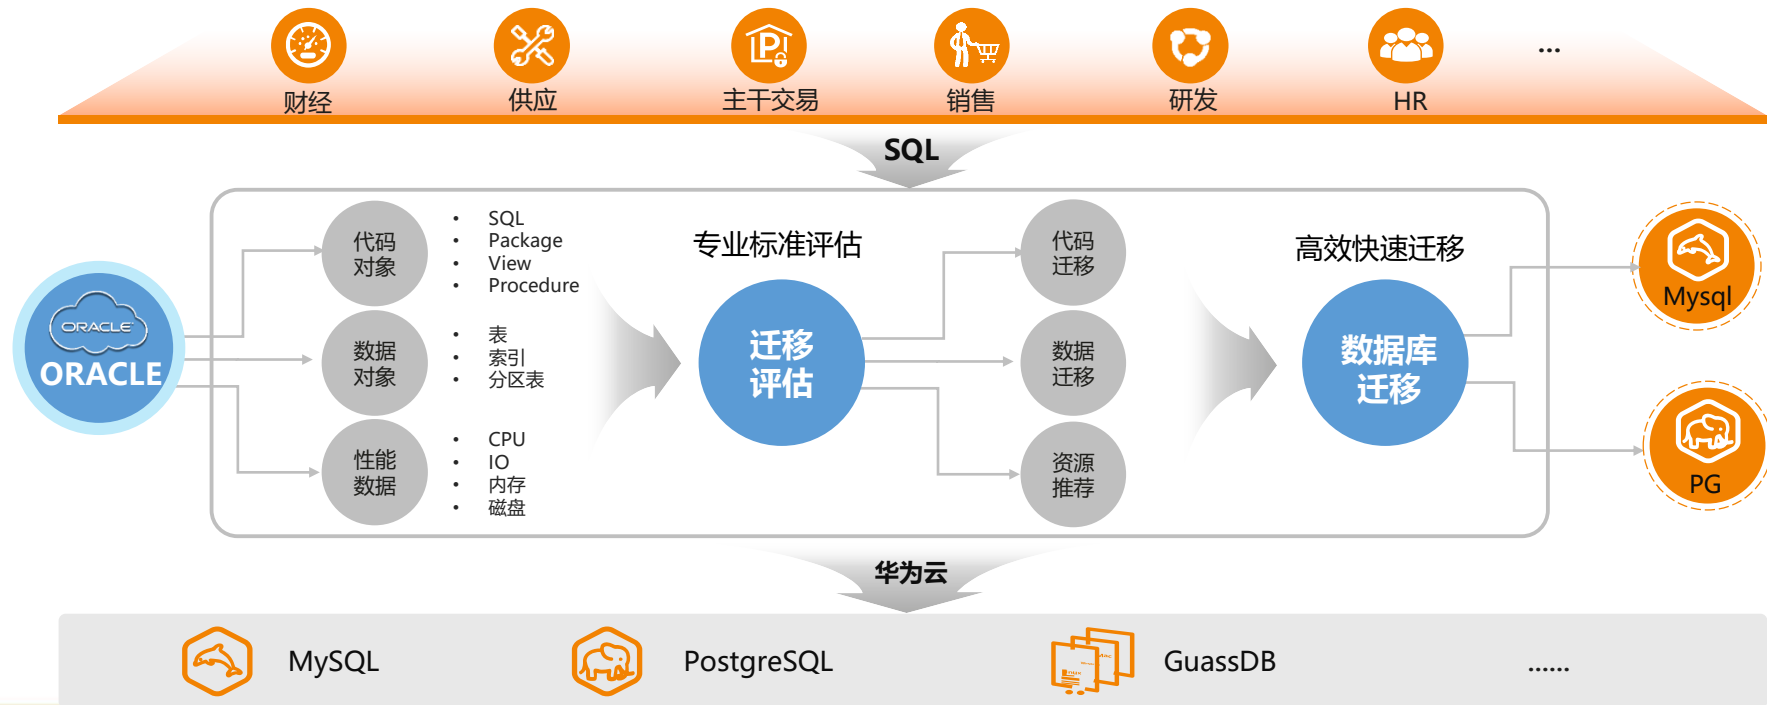 财经
供应
主干交易
销售
研发
HR
...
SQL
ORACLE
ORACLE
代码
对象
• SQL
• Package
• View
• Procedure
数据
对象
• 表
• 索引
• 分区表
性能
数据
• CPU
• IO
• 内存
• 磁盘
专业标准评估
迁移
评估
代码
迁移
数据
迁移
资源
推荐
高效快速迁移
数据库
迁移
Mysql
PG
华为云
MySQL
PostgreSQL
GuassDB
......